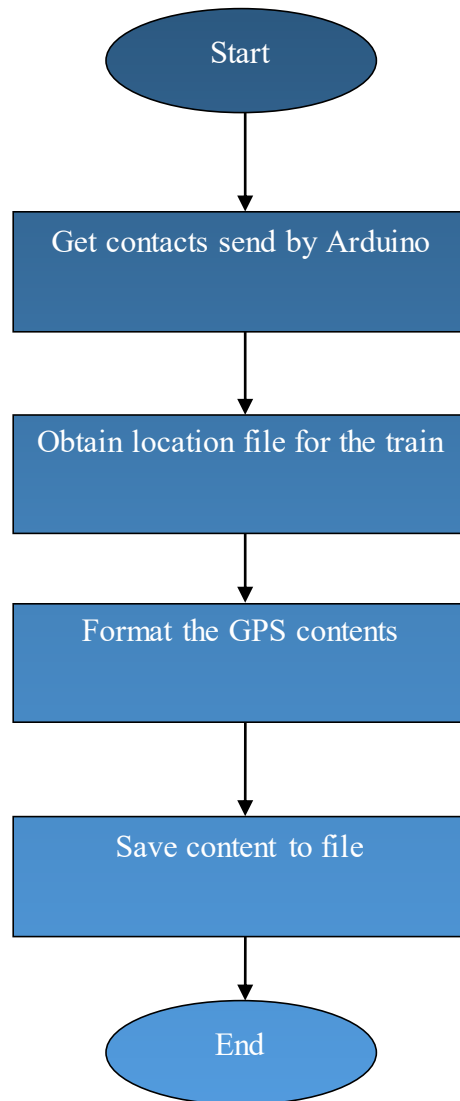 Start
Get contacts send by Arduino
Obtain location file for the train
Format the GPS contents
Save content to file
End